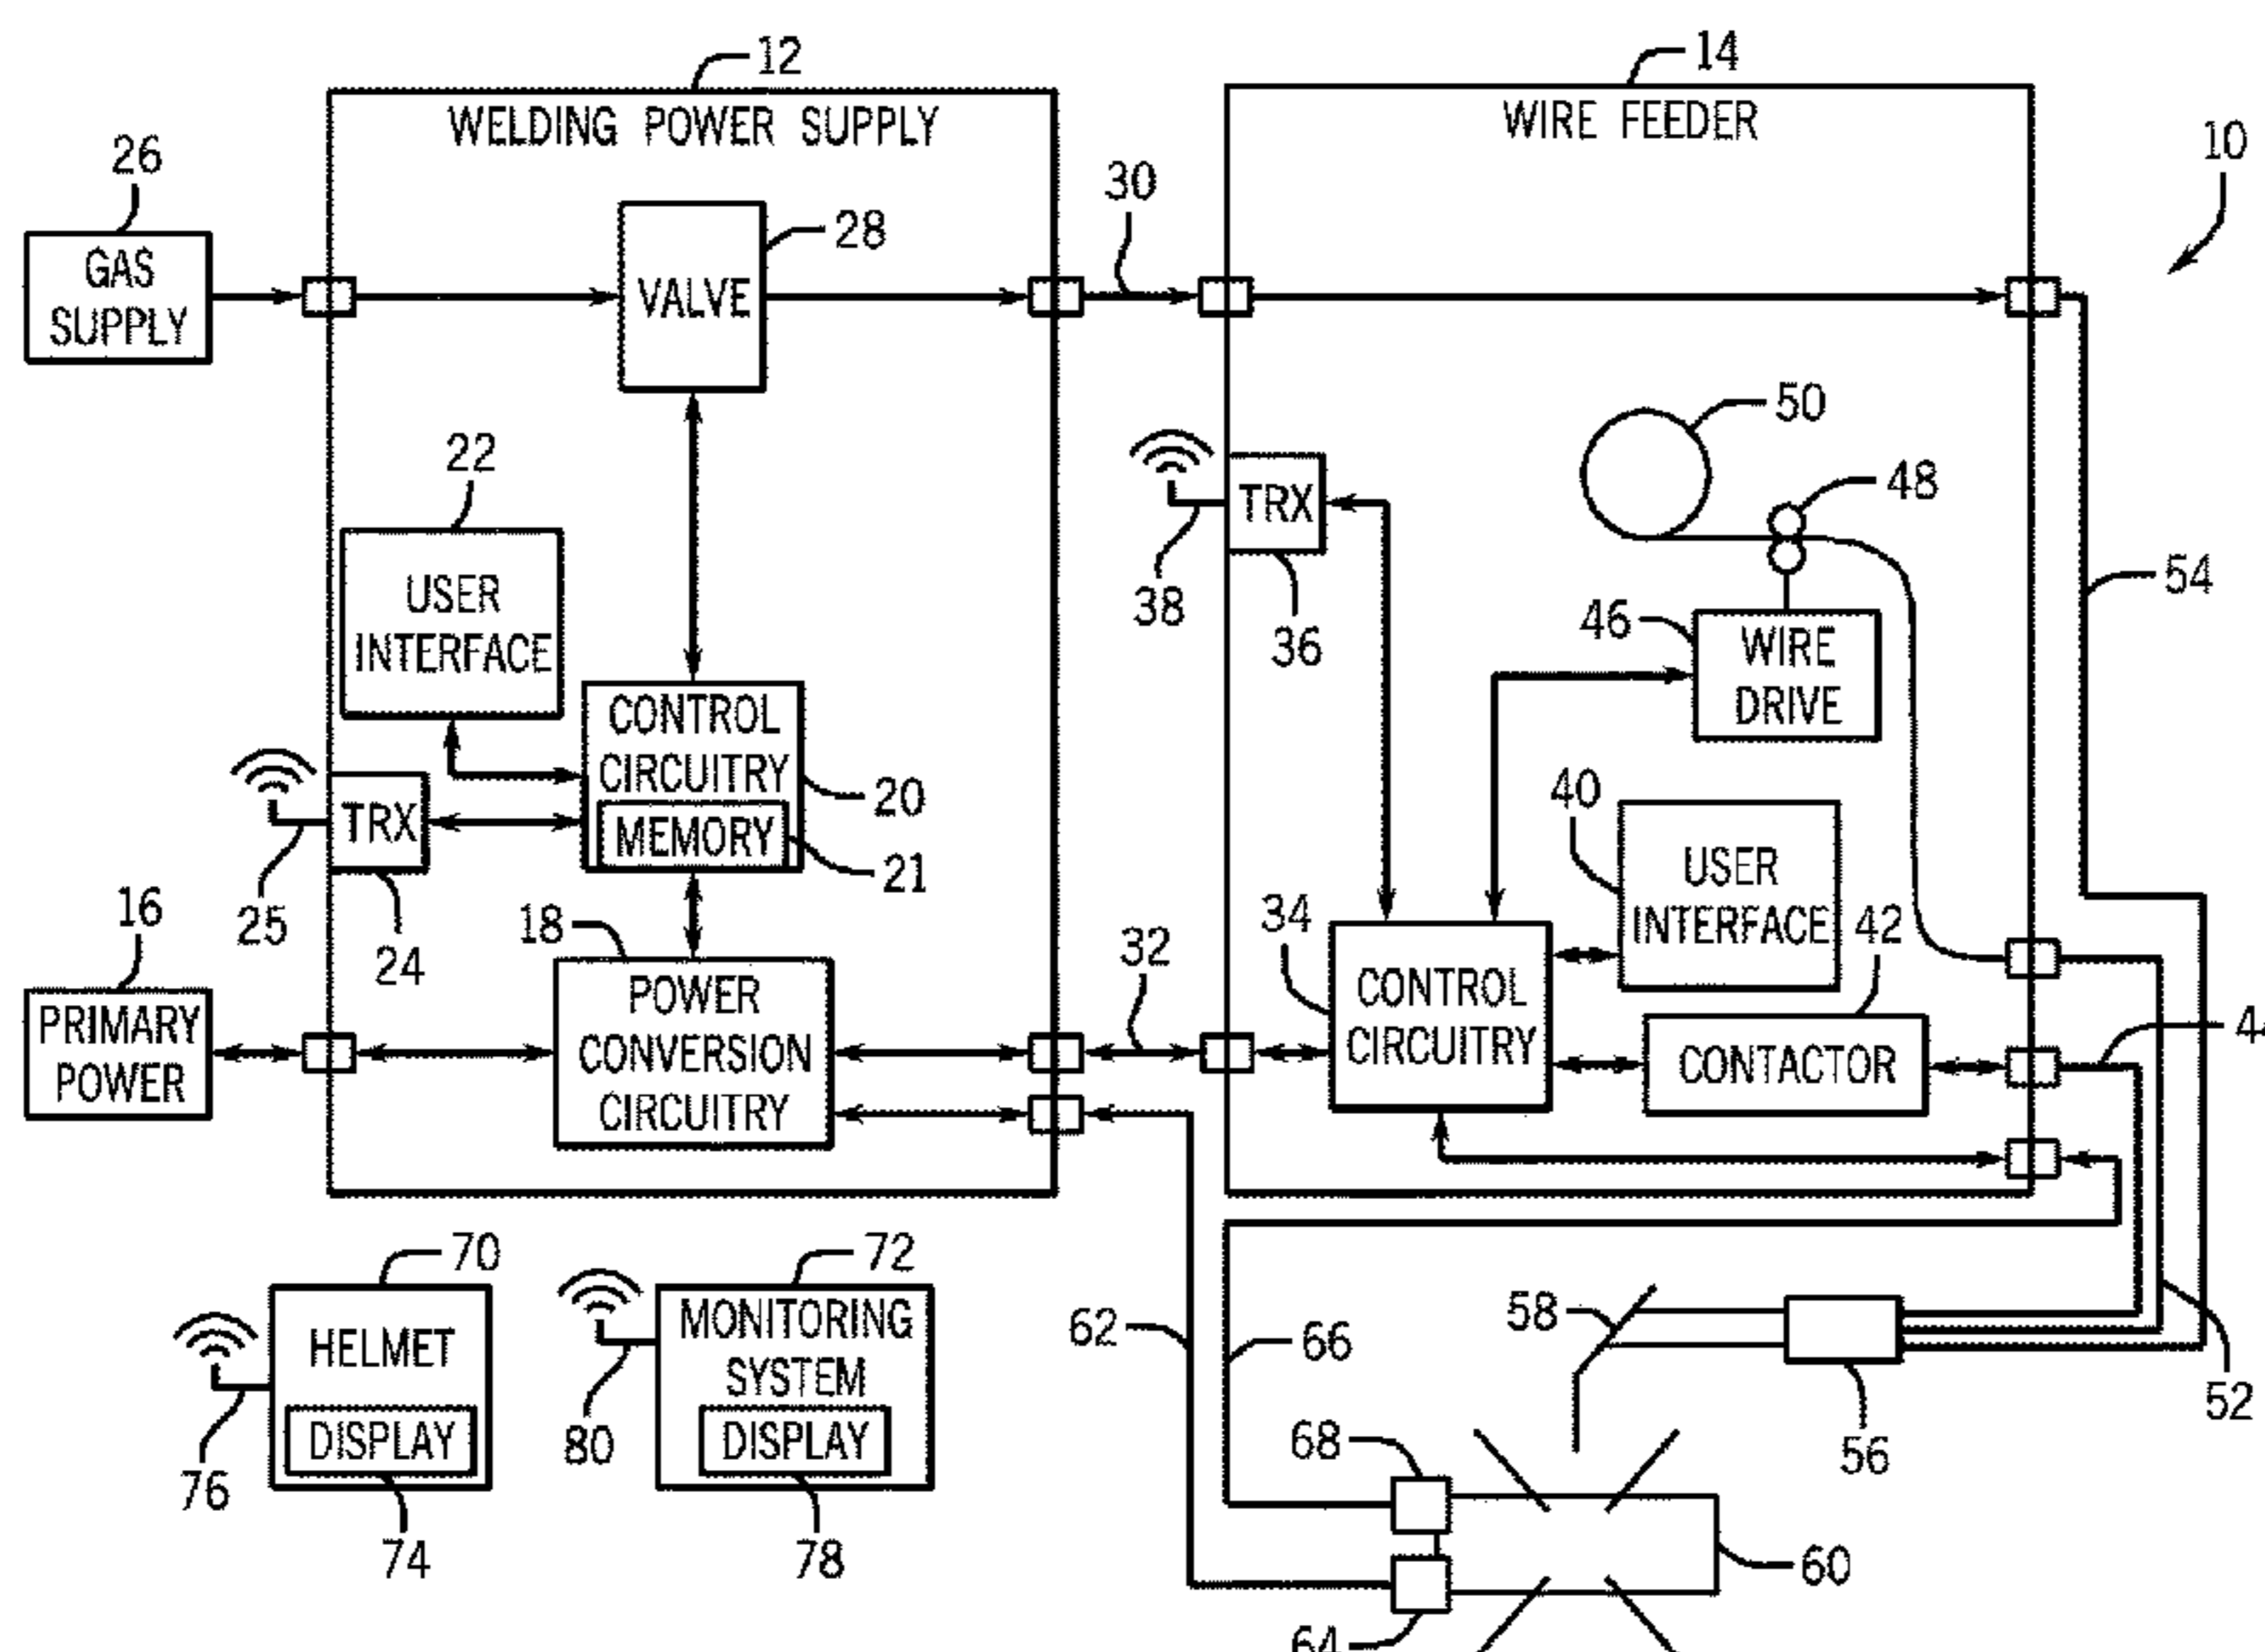 12
14
WELDING POWER SUPPLY
WIRE FEEDER
10
26
30
GAS
SUPPLY
28
VALVE
50
22
48
TRX
38
36
54
USER
INTERFACE
46
WIRE
DRIVE
CONTROL
CIRCUITRY
20
MEMORY
21
TRX
25
24
40
USER
INTERFACE
16
18
32
34
42
PRIMARY
POWER
POWER
CONVERSION
CIRCUITRY
CONTROL
CIRCUITRY
CONTACTOR
70
72
HELMET
DISPLAY
76
74
MONITORING
SYSTEM
DISPLAY
80
78
62
66
58
52
56
68
60
64